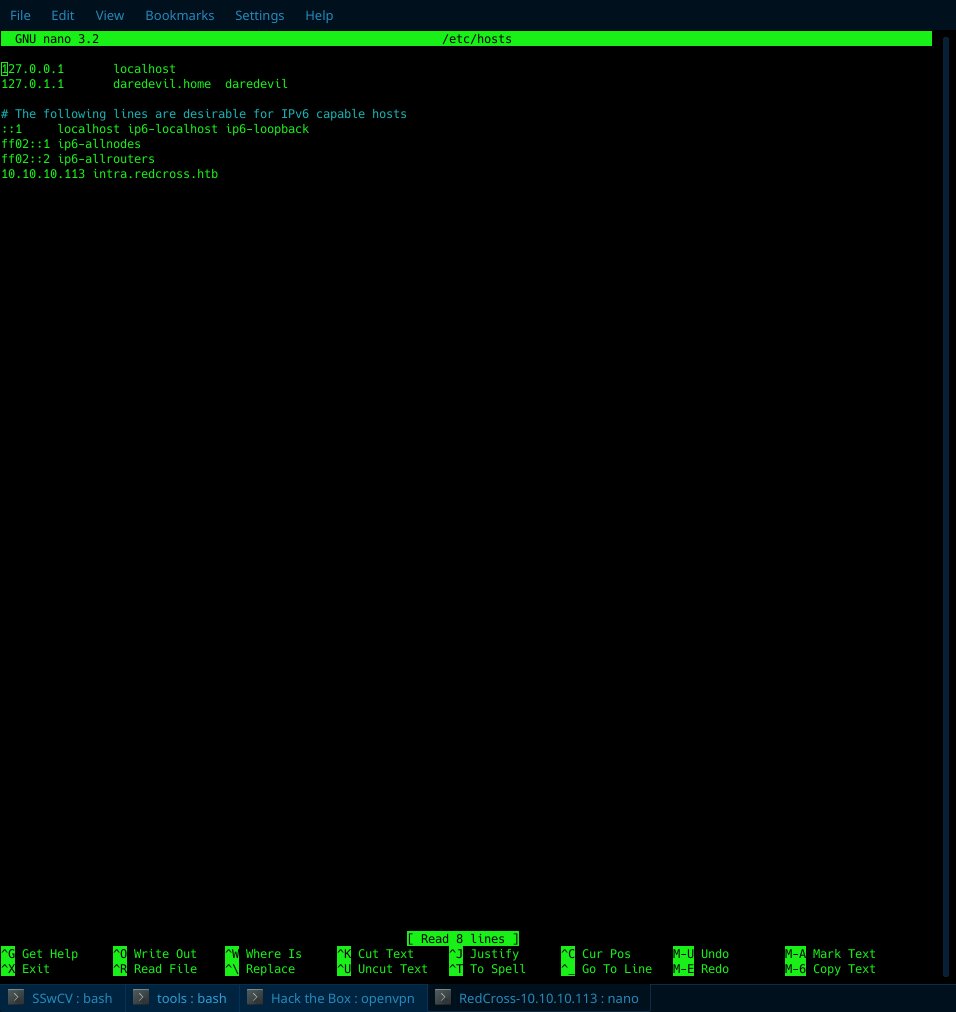 File Edit View Bookmarks Settings Help
GNU nano 3.2 /etc/hosts
127.0.0.1 localhost
127.0.1.1 daredevil.home daredevil
# The following lines are desirable for IPv6 capable hosts
::1 localhost ip6-localhost ip6-loopback
ff02::1 ip6-allnodes
ff02::2 ip6-allrouters
10.10.10.113 intra.redcross.htb
[ Read 8 lines ]
^G Get Help ^O Write Out ^W Where Is ^K Cut Text ^J Justify ^C Cur Pos M-U Undo M-A Mark Text
^X Exit ^R Read File ^\ Replace ^U Uncut Text ^T To Spell ^_ Go To Line M-E Redo M-6 Copy Text
SSwCV : bash tools : bash Hack the Box : openvpn RedCross-10.10.10.113 : nano